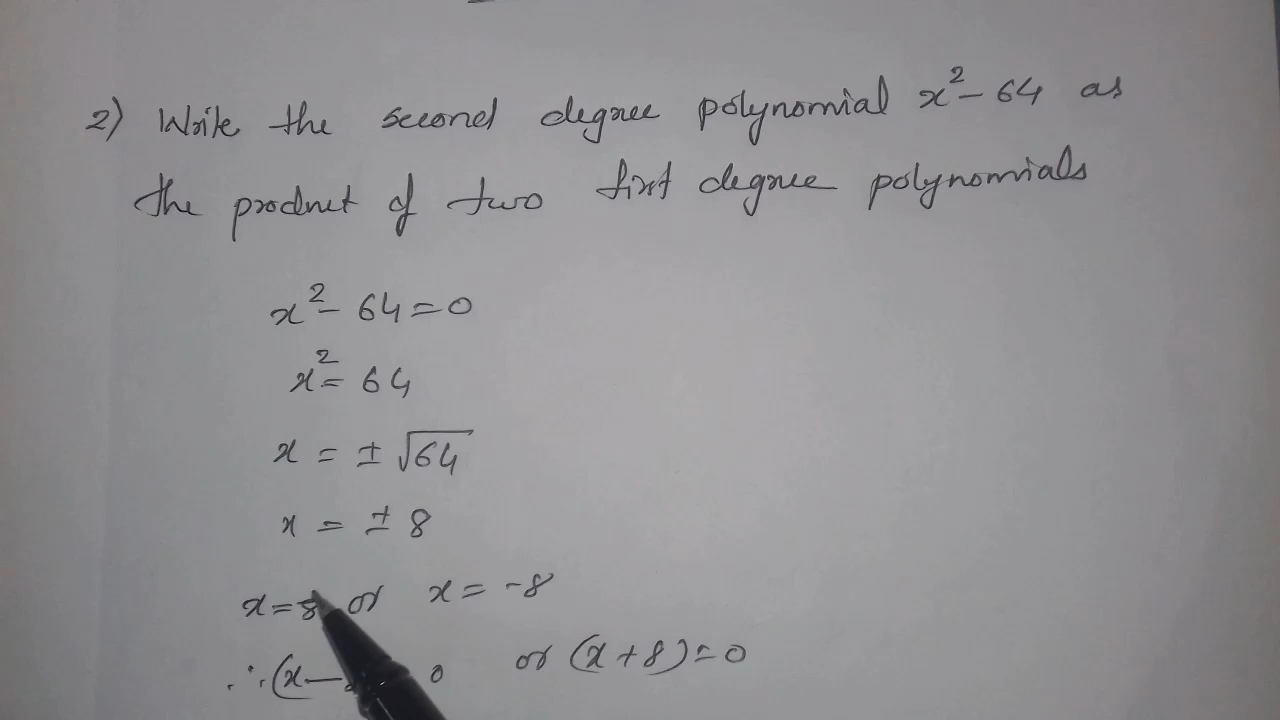 2) Write the second degree polynomial x² - 64 as
the product of two first degree polynomials
x² - 64 = 0
x² = 64
x = ± √64
x = ± 8
x = 8 or x = -8
∴ (x — 0 or (x + 8) = 0